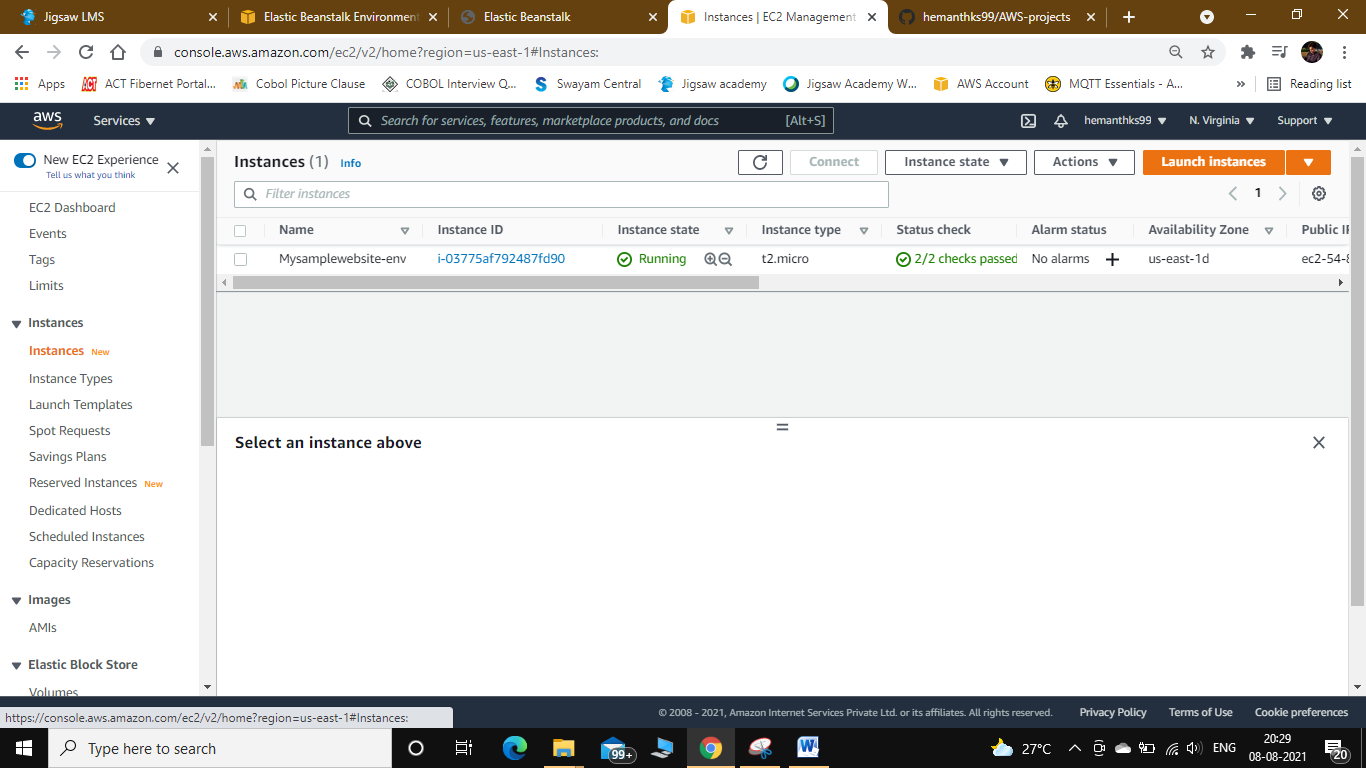 Jigsaw LMS
Elastic Beanstalk Environment
Elastic Beanstalk
Instances | EC2 Management
hemanthks99/AWS-projects
console.aws.amazon.com/ec2/v2/home?region=us-east-1#Instances:
Apps
ACT Fibernet Portal...
Cobol Picture Clause
COBOL Interview Q...
Swayam Central
Jigsaw academy
Jigsaw Academy W...
AWS Account
MQTT Essentials - A...
»
Reading list
aws
Services
Search for services, features, marketplace products, and docs [Alt+S]
hemanthks99
N. Virginia
Support
New EC2 Experience
Tell us what you think
EC2 Dashboard
Events
Tags
Limits
Instances
Instances New
Instance Types
Launch Templates
Spot Requests
Savings Plans
Reserved Instances New
Dedicated Hosts
Scheduled Instances
Capacity Reservations
Images
AMIs
Elastic Block Store
Volumes
Instances (1) Info
Connect
Instance state
Actions
Launch instances
Filter instances
1
Name Instance ID Instance state Instance type Status check Alarm status Availability Zone Public IP
Mysamplewebsite-env i-03775af792487fd90 Running t2.micro 2/2 checks passed No alarms + us-east-1d ec2-54-8
Select an instance above
https://console.aws.amazon.com/ec2/v2/home?region=us-east-1#Instances:
© 2008 - 2021, Amazon Internet Services Private Ltd. or its affiliates. All rights reserved.
Privacy Policy
Terms of Use
Cookie preferences
Type here to search
99+
27°C
ENG
20:29
08-08-2021
20